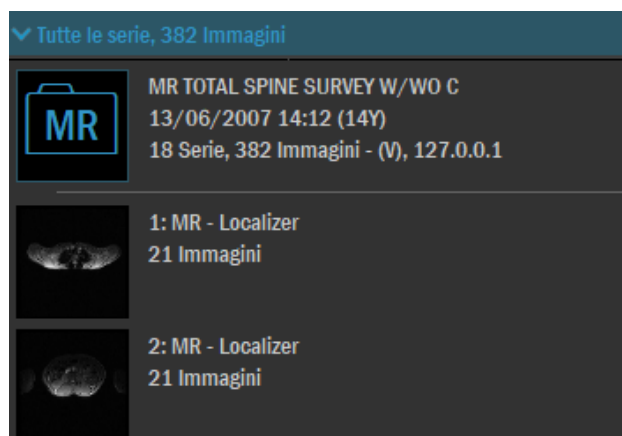 Tutte le serie, 382 Immagini
MR
MR TOTAL SPINE SURVEY W/WO C
13/06/2007 14:12 (14Y)
18 Serie, 382 Immagini - (V), 127.0.0.1
1: MR - Localizer
21 Immagini
2: MR - Localizer
21 Immagini